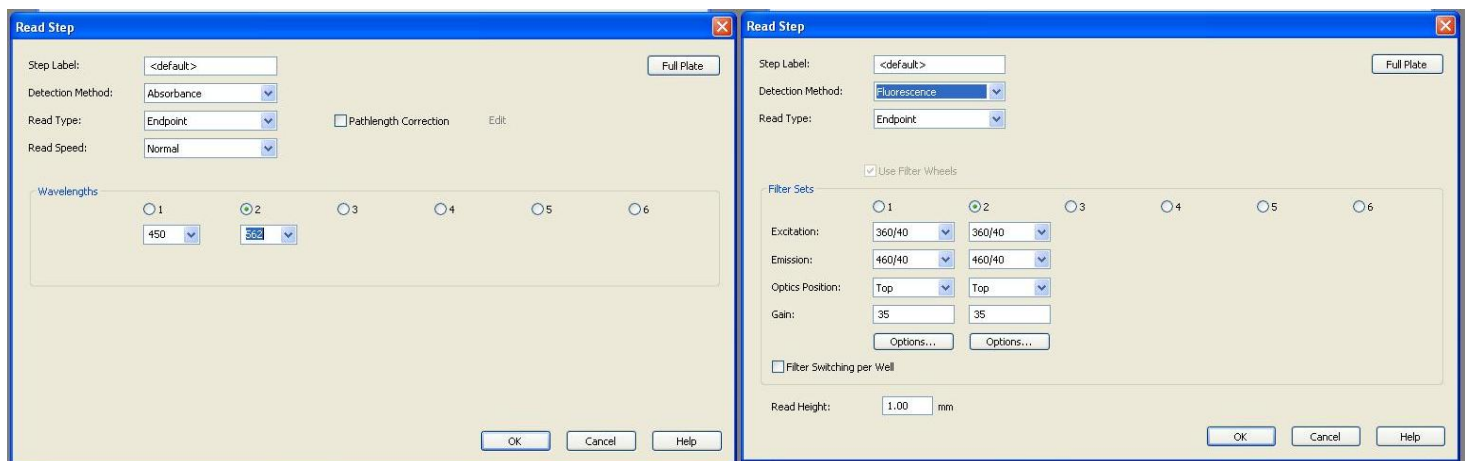 Read Step
Step Label: <default> Full Plate
Detection Method: Absorbance
Read Type: Endpoint Pathlength Correction Edit
Read Speed: Normal
Wavelengths
1 2 3 4 5 6
450 562
OK Cancel Help
Read Step
Step Label: <default> Full Plate
Detection Method: Fluorescence
Read Type: Endpoint
Use Filter Wheels
Filter Sets
1 2 3 4 5 6
Excitation: 360/40 360/40
Emission: 460/40 460/40
Optics Position: Top Top
Gain: 35 35
Options... Options...
Filter Switching per Well
Read Height: 1.00 mm
OK Cancel Help